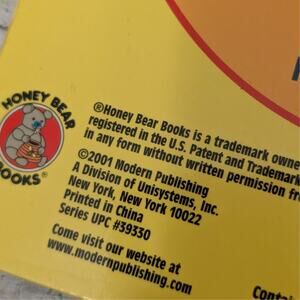 HONEY BEAR
BOOKS®
®Honey Bear Books is a trademark owne
registered in the U.S. Patent and Trademar
in any form without written permission fr
©2001 Modern Publishing
A Division of Unisystems, Inc.
New York, New York 10022
Printed in China
Series UPC #39330
Come visit our website at
www.modernpublishing.com
Contain